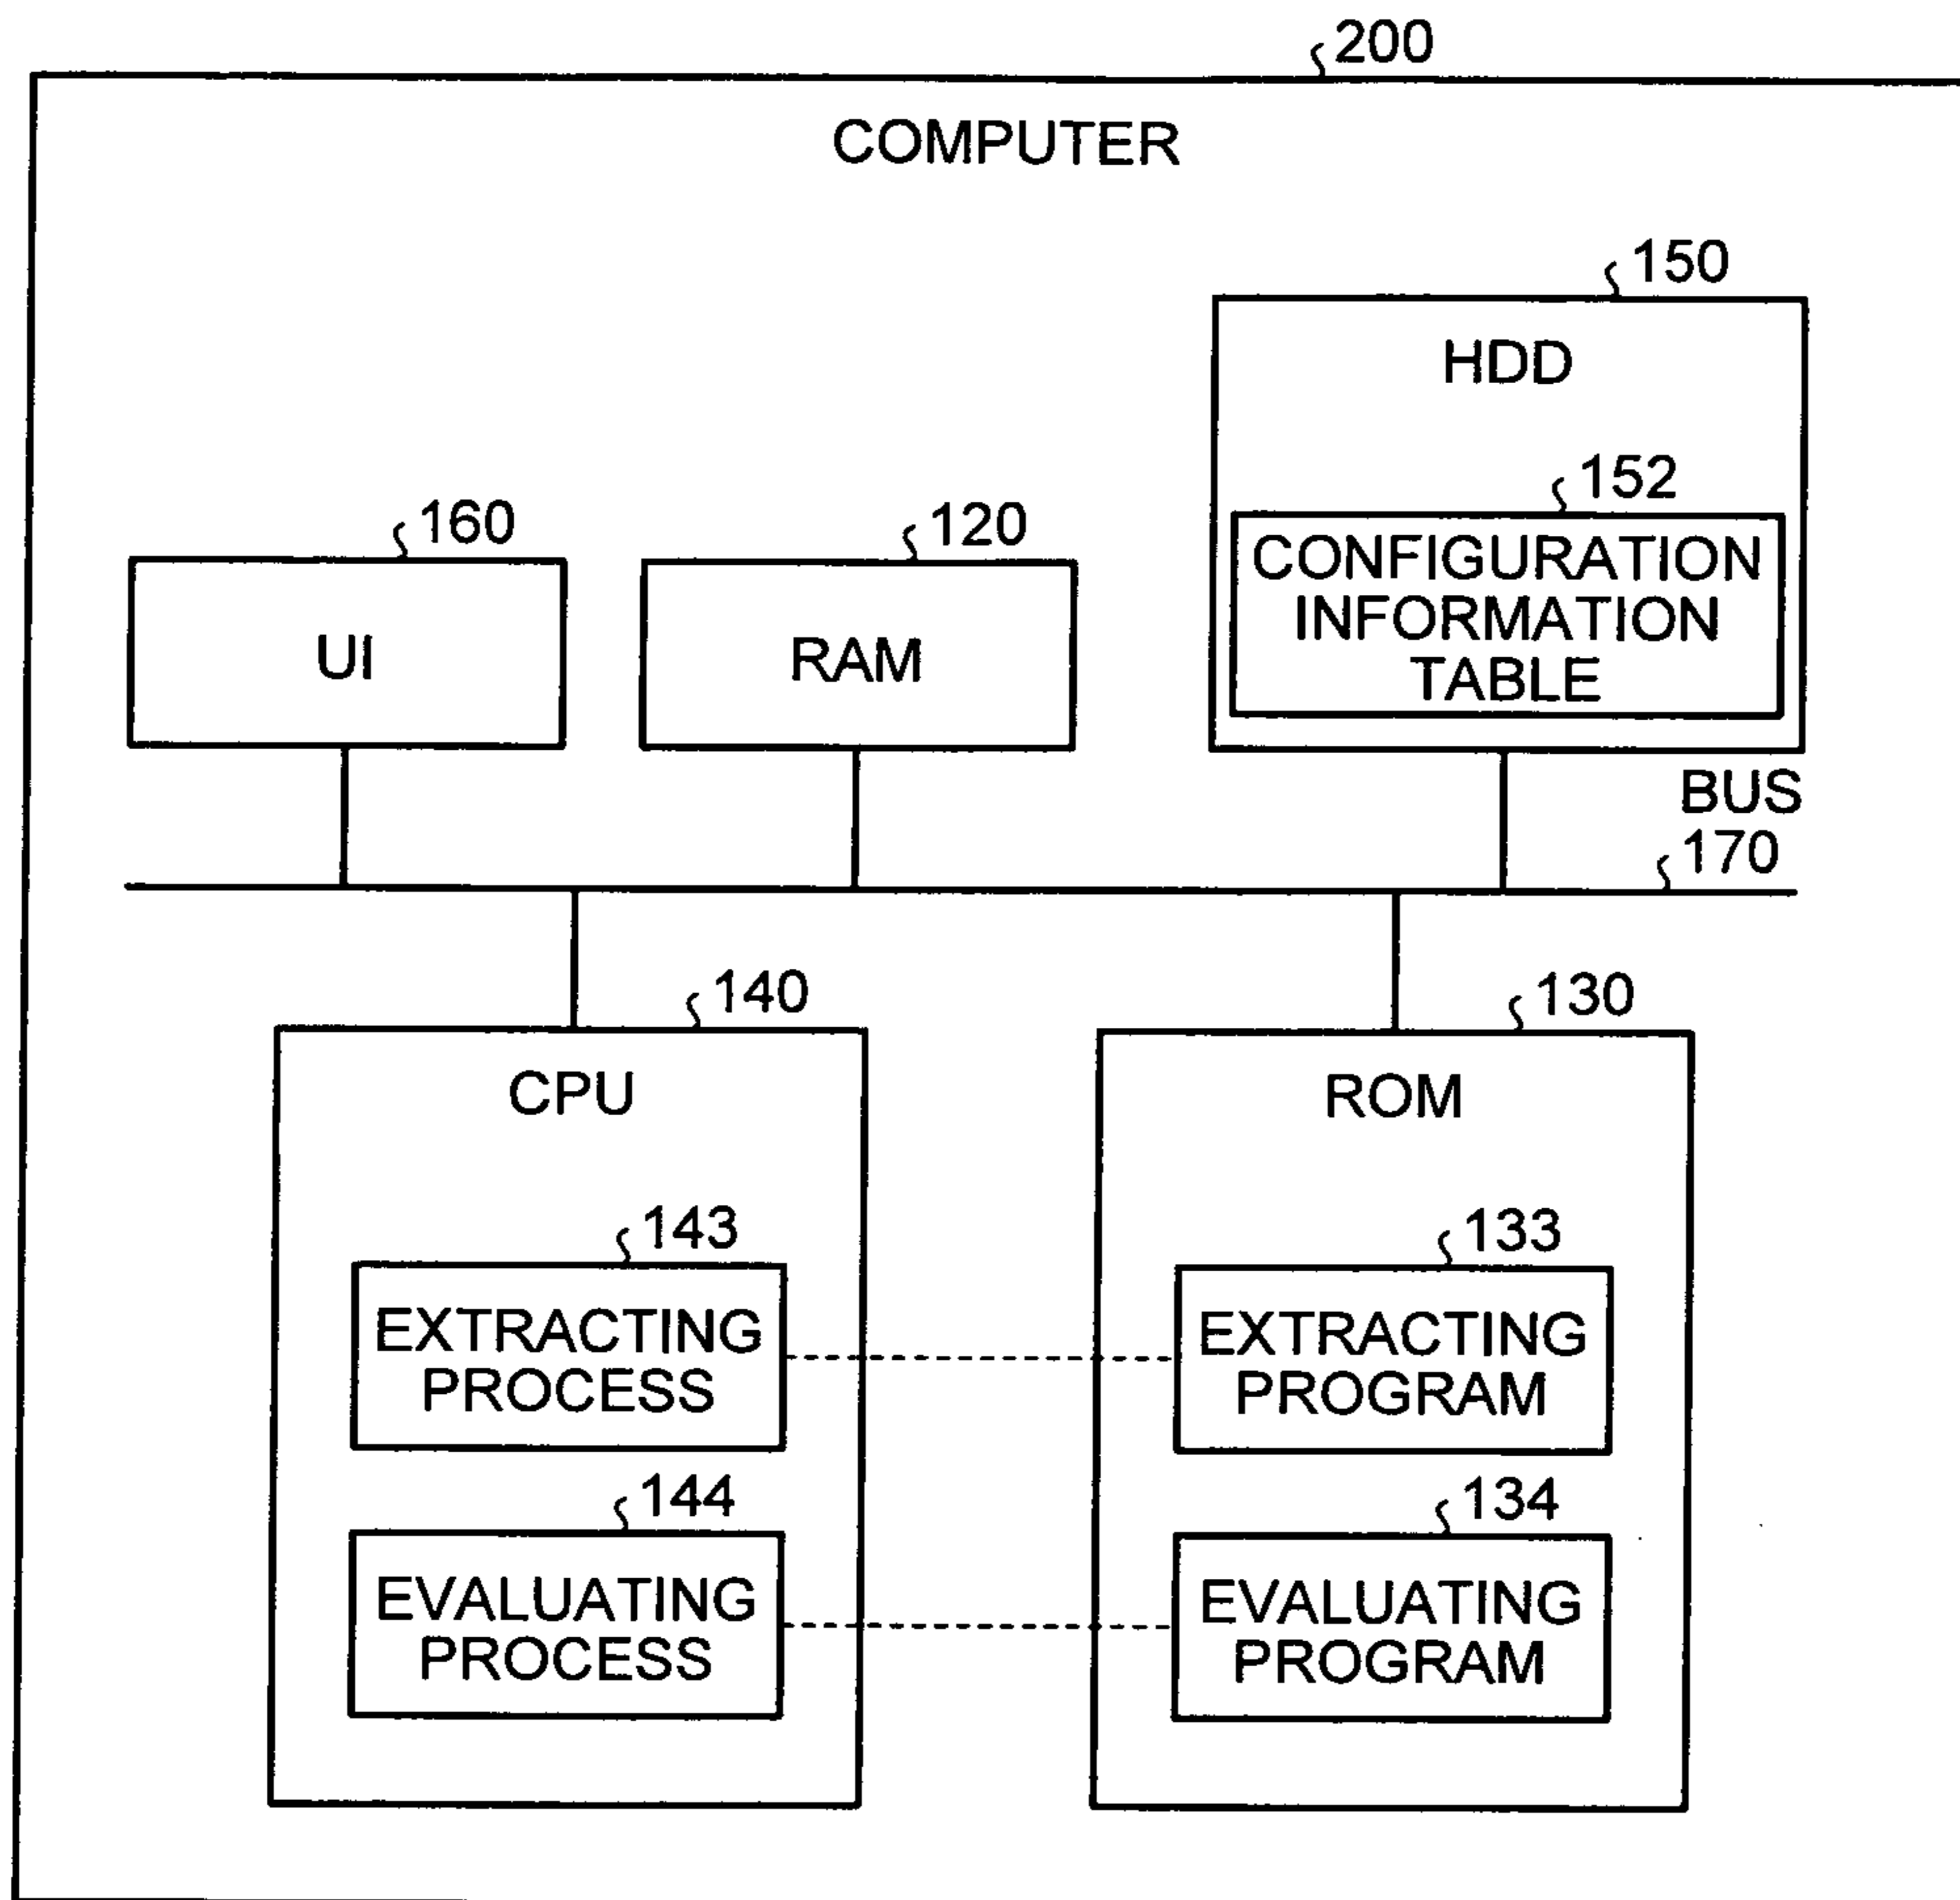 200
COMPUTER
150
HDD
152
CONFIGURATION
INFORMATION
TABLE
160
UI
120
RAM
BUS
170
140
CPU
143
EXTRACTING
PROCESS
144
EVALUATING
PROCESS
130
ROM
133
EXTRACTING
PROGRAM
134
EVALUATING
PROGRAM